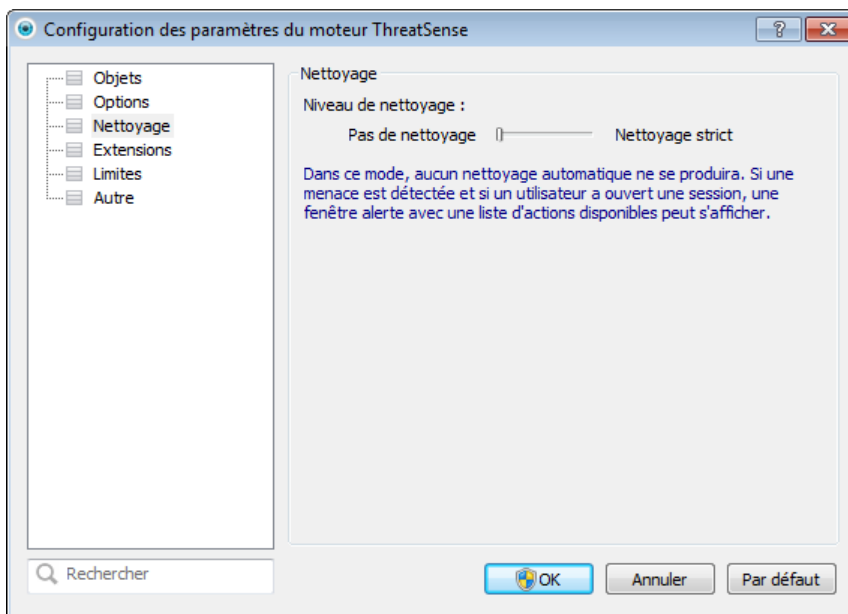 Configuration des paramètres du moteur ThreatSense
Objets
Options
Nettoyage
Extensions
Limites
Autre
Rechercher
Nettoyage
Niveau de nettoyage :
Pas de nettoyage Nettoyage strict
Dans ce mode, aucun nettoyage automatique ne se produira. Si une
menace est détectée et si un utilisateur a ouvert une session, une
fenêtre alerte avec une liste d'actions disponibles peut s'afficher.
OK Annuler Par défaut